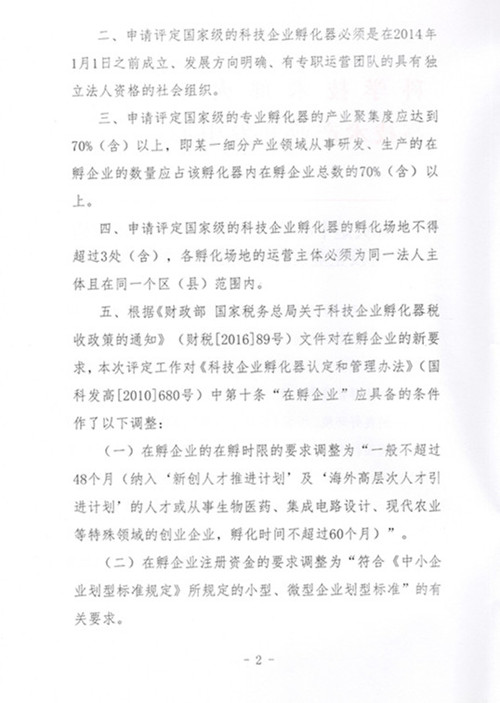 二、申请评定国家级的科技企业孵化器必须是在2014年
1月1日之前成立、发展方向明确、有专职运营团队的具有独
立法人资格的社会组织。
三、申请评定国家级的专业孵化器的产业聚集度应达到
70%（含）以上，即某一细分产业领域从事研发、生产的在
孵企业的数量应占该孵化器内在孵企业总数的70%（含）以
上。
四、申请评定国家级的科技企业孵化器的孵化场地不得
超过3处（含），各孵化场地的运营主体必须为同一法人主
体且在同一个区（县）范围内。
五、根据《财政部 国家税务总局关于科技企业孵化器税
收政策的通知》（财税[2016]89号）文件对在孵企业的新要
求，本次评定工作对《科技企业孵化器认定和管理办法》（国
科发高[2010]680号）中第十条“在孵企业”应具备的条件
作了以下调整：
（一）在孵企业的在孵时限的要求调整为“一般不超过
48个月（纳入‘新创人才推进计划’及‘海外高层次人才引
进计划’的人才或从事生物医药、集成电路设计、现代农业
等特殊领域的创业企业，孵化时间不超过60个月）”。
（二）在孵企业注册资金的要求调整为“符合《中小企
业划型标准规定》所规定的小型、微型企业划型标准”的有
关要求。
- 2 -